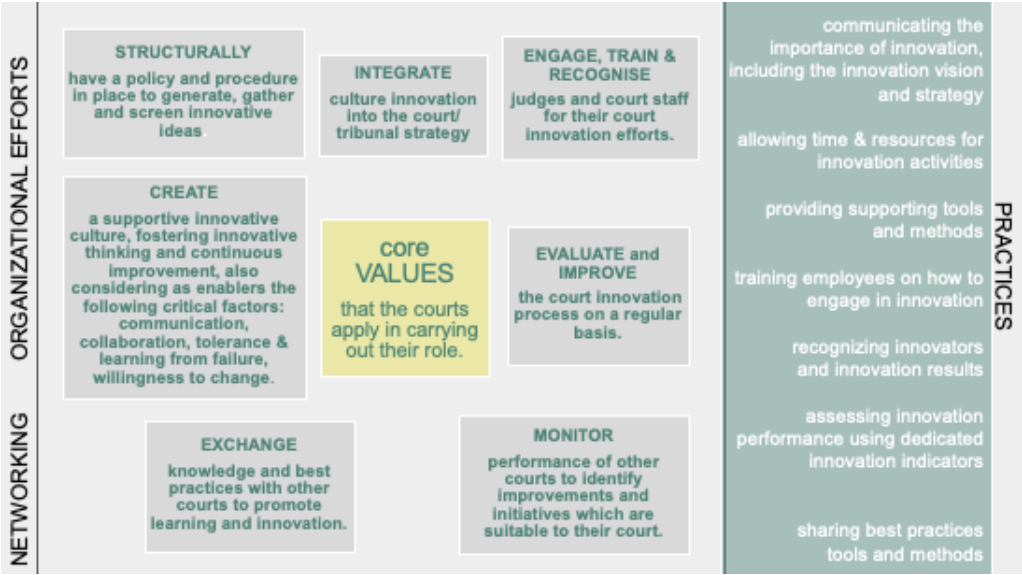 ORGANIZATIONAL EFFORTS
STRUCTURALLY
have a policy and procedure
in place to generate, gather
and screen innovative
ideas.
INTEGRATE
culture innovation
into the court/
tribunal strategy
ENGAGE, TRAIN &
RECOGNISE
judges and court staff
for their court
innovation efforts.
CREATE
a supportive innovative
culture, fostering innovative
thinking and continuous
improvement, also
considering as enablers the
following critical factors:
communication,
collaboration, tolerance &
learning from failure,
willingness to change.
core
VALUES
that the courts
apply in carrying
out their role.
EVALUATE and
IMPROVE
the court innovation
process on a regular
basis.
NETWORKING
EXCHANGE
knowledge and best
practices with other
courts to promote
learning and innovation.
MONITOR
performance of other
courts to identify
improvements and
initiatives which are
suitable to their court.
PRACTICES
communicating the
importance of innovation,
including the innovation vision
and strategy
allowing time & resources for
innovation activities
providing supporting tools
and methods
training employees on how to
engage in innovation
recognizing innovators
and innovation results
assessing innovation
performance using dedicated
innovation indicators
sharing best practices
tools and methods